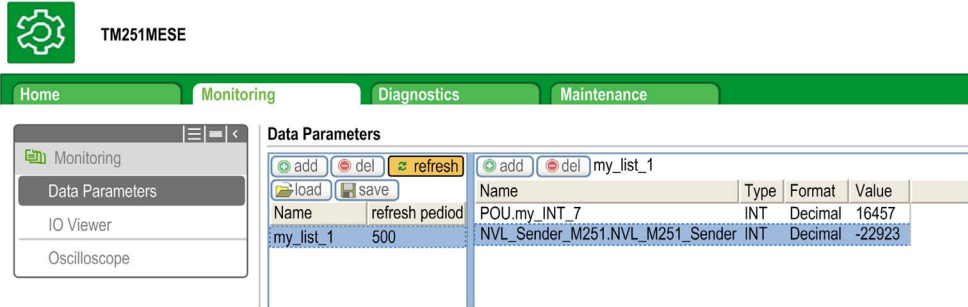 TM251MESE
Home Monitoring Diagnostics Maintenance
Monitoring
Data Parameters
IO Viewer
Oscilloscope
Data Parameters
add del refresh
load save
Name refresh pediod
my_list_1 500
add del my_list_1
Name Type Format Value
POU.my_INT_7 INT Decimal 16457
NVL_Sender_M251.NVL_M251_Sender INT Decimal -22923